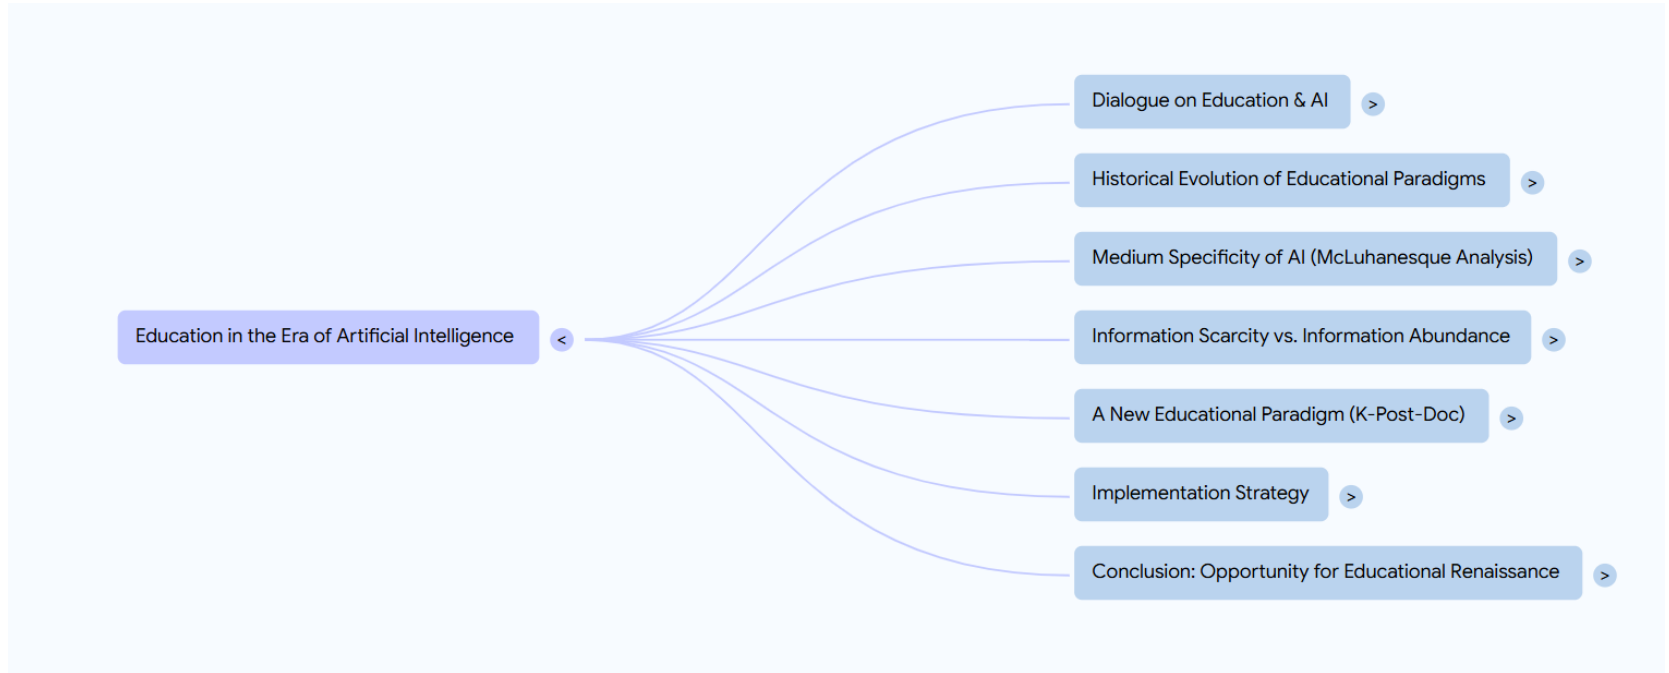 Dialogue on Education & AI >
Historical Evolution of Educational Paradigms >
Medium Specificity of AI (McLuhanesque Analysis) >
Education in the Era of Artificial Intelligence <
Information Scarcity vs. Information Abundance >
A New Educational Paradigm (K-Post-Doc) >
Implementation Strategy >
Conclusion: Opportunity for Educational Renaissance >